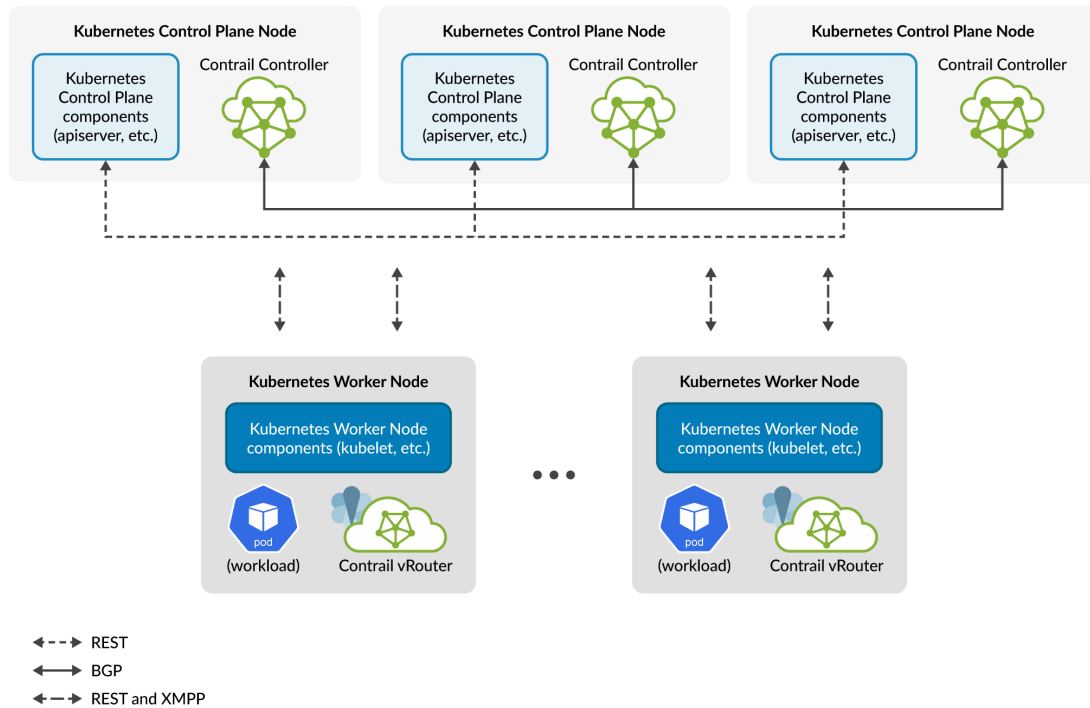 Kubernetes Control Plane Node
Kubernetes
Control Plane
components
(apiserver, etc.)
Contrail Controller
Kubernetes Control Plane Node
Kubernetes
Control Plane
components
(apiserver, etc.)
Contrail Controller
Kubernetes Control Plane Node
Kubernetes
Control Plane
components
(apiserver, etc.)
Contrail Controller
Kubernetes Worker Node
Kubernetes Worker Node
components (kubelet, etc.)
pod
(workload)
Contrail vRouter
Kubernetes Worker Node
Kubernetes Worker Node
components (kubelet, etc.)
pod
(workload)
Contrail vRouter
REST
BGP
REST and XMPP